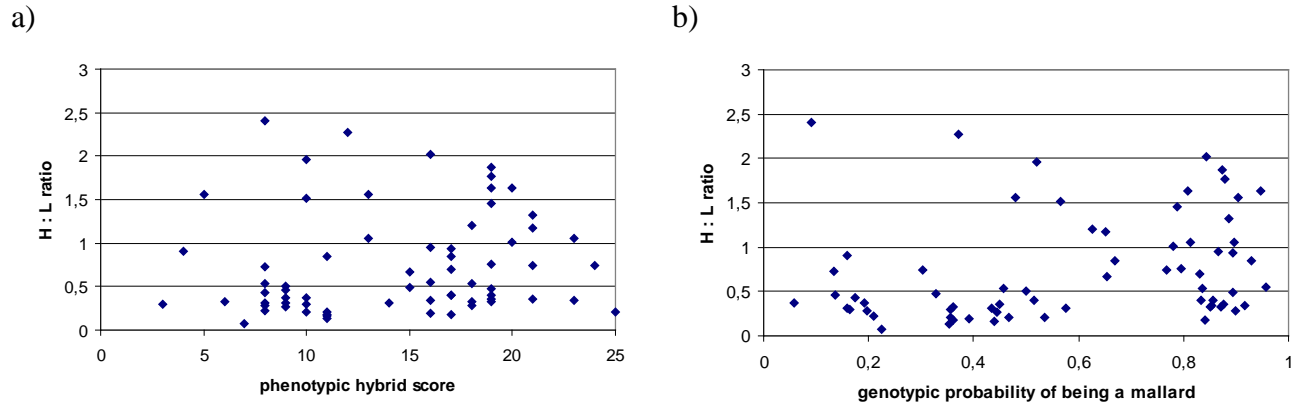 a)
3
2,5
2
1,5
1
0,5
0
H : L ratio
0 5 10 15 20 25
phenotypic hybrid score
b)
3
2,5
2
1,5
1
0,5
0
H : L ratio
0 0,2 0,4 0,6 0,8 1
genotypic probability of being a mallard